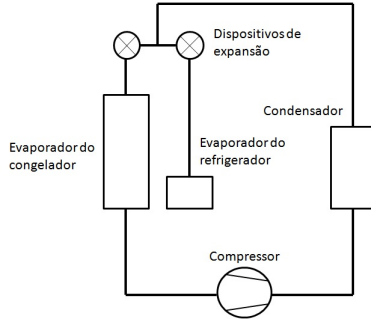 Dispositivos de
expansão
Condensador
Evaporador do
congelador
Evaporador do
refrigerador
Compressor